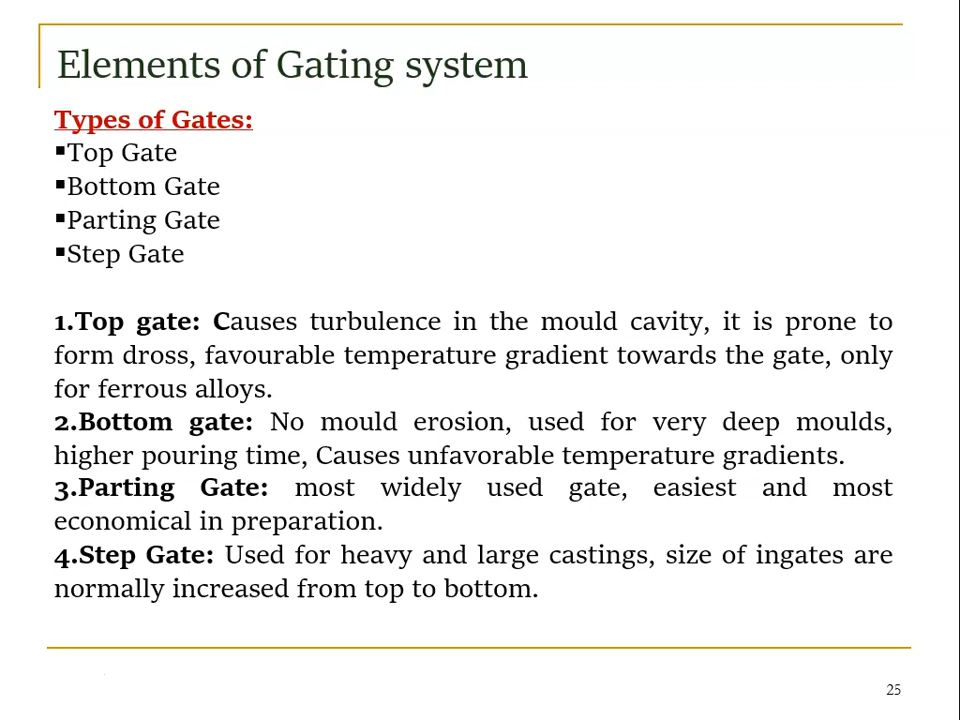 Elements of Gating system
Types of Gates:
▪Top Gate
▪Bottom Gate
▪Parting Gate
▪Step Gate
1.Top gate: Causes turbulence in the mould cavity, it is prone to
form dross, favourable temperature gradient towards the gate, only
for ferrous alloys.
2.Bottom gate: No mould erosion, used for very deep moulds,
higher pouring time, Causes unfavorable temperature gradients.
3.Parting Gate: most widely used gate, easiest and most
economical in preparation.
4.Step Gate: Used for heavy and large castings, size of ingates are
normally increased from top to bottom.
25